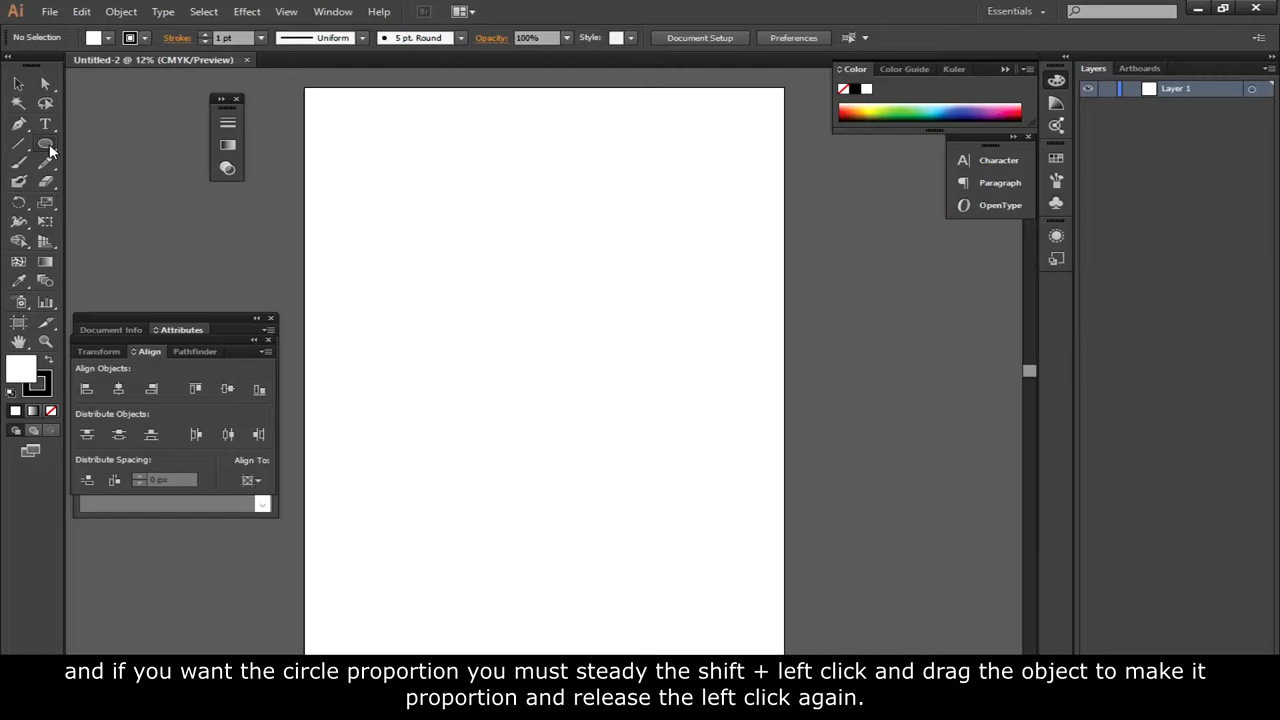 Ai File Edit Object Type Select Effect View Window Help Br Essentials
No Selection Stroke: 1 pt Uniform 5 pt. Round Opacity: 100% Style: Document Setup Preferences
Untitled-2 @ 12% (CMYK/Preview) ×
Color Color Guide Kuler
Layers Artboards
Layer 1
A| Character
¶ Paragraph
O OpenType
T
Document Info Attributes
Transform Align Pathfinder
Align Objects:
Distribute Objects:
Distribute Spacing: Align To:
0 px
and if you want the circle proportion you must steady the shift + left click and drag the object to make it
proportion and release the left click again.